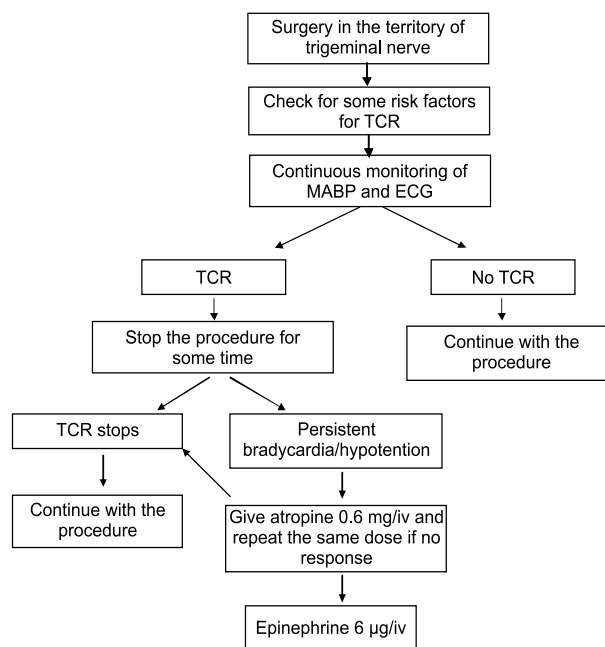 Surgery in the territory of
trigeminal nerve
Check for some risk factors
for TCR
Continuous monitoring of
MABP and ECG
TCR
No TCR
Stop the procedure for
some time
Continue with the
procedure
TCR stops
Persistent
bradycardia/hypotention
Continue with the
procedure
Give atropine 0.6 mg/iv and
repeat the same dose if no
response
Epinephrine 6 µg/iv